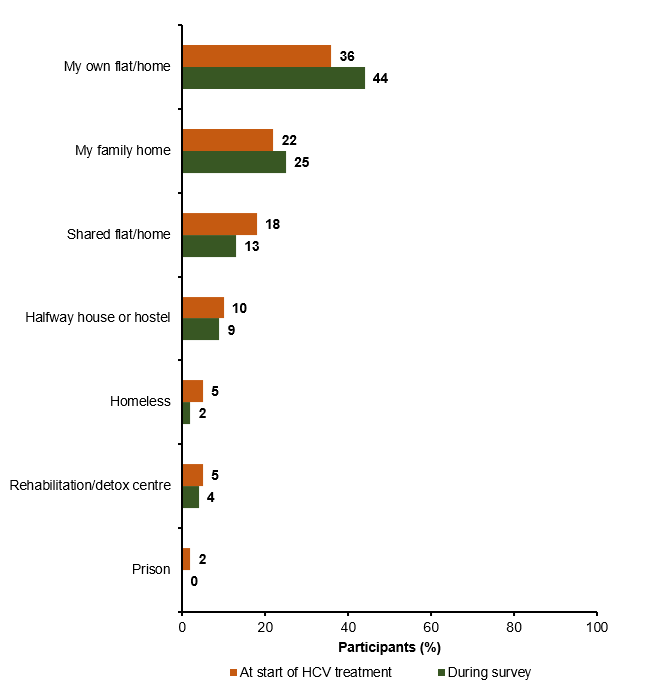 My own flat/home
36
44
My family home
22
25
Shared flat/home
18
13
Halfway house or hostel
10
9
Homeless
5
2
Rehabilitation/detox centre
5
4
Prison
2
0
0 20 40 60 80 100
Participants (%)
At start of HCV treatment During survey